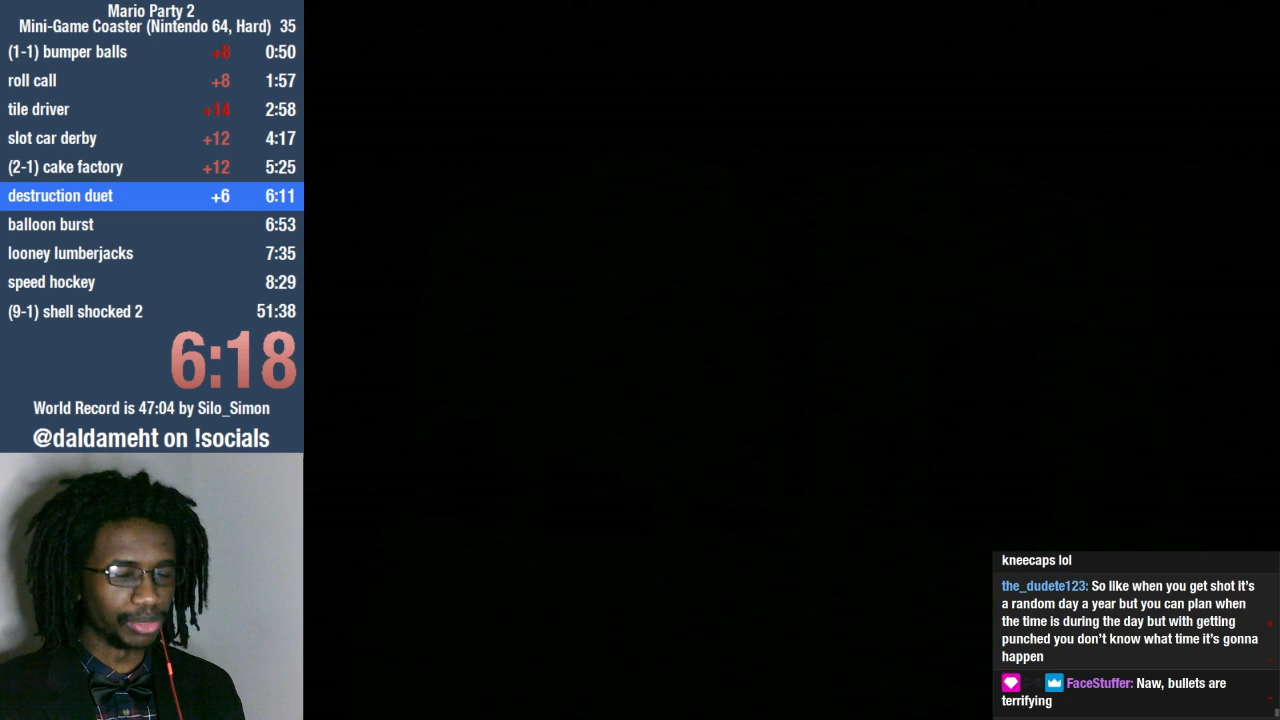 Mario Party 2
Mini-Game Coaster (Nintendo 64, Hard) 35
(1-1) bumper balls +8 0:50
roll call +8 1:57
tile driver +14 2:58
slot car derby +12 4:17
(2-1) cake factory +12 5:25
destruction duet +6 6:11
balloon burst 6:53
looney lumberjacks 7:35
speed hockey 8:29
(9-1) shell shocked 2 51:38
6:18
World Record is 47:04 by Silo_Simon
@daldameht on !socials
kneecaps lol
the_dudete123: So like when you get shot it's
a random day a year but you can plan when
the time is during the day but with getting
punched you don't know what time it's gonna
happen
FaceStuffer: Naw, bullets are
terrifying